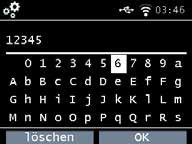 03:46
12345
0 1 2 3 4 5 6 7 8 9 a
A b B c C d D e E f F g
G h H i I j J k K l L m
M n N o O p P q Q r R s
löschen OK